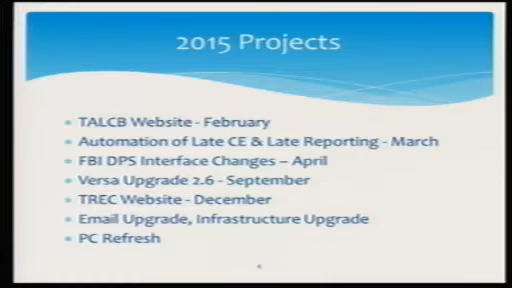 2015 Projects
TALCB Website - February
Automation of Late CE & Late Reporting - March
FBI DPS Interface Changes – April
Versa Upgrade 2.6 - September
TREC Website - December
Email Upgrade, Infrastructure Upgrade
PC Refresh